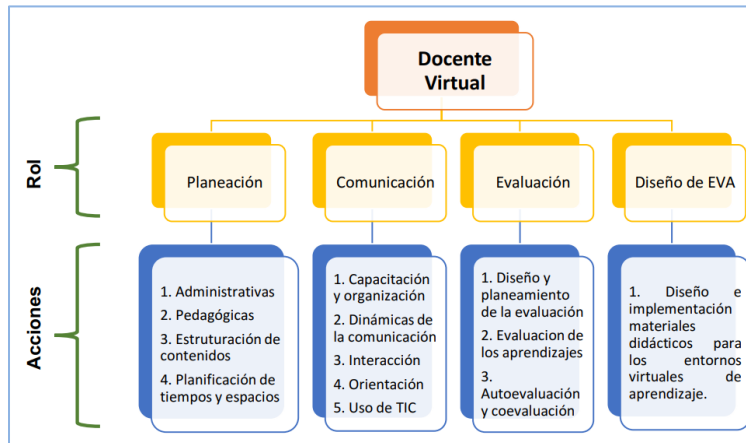 Docente
Virtual
Rol
Planeación
Comunicación
Evaluación
Diseño de EVA
Acciones
1. Administrativas
2. Pedagógicas
3. Estruturación de
contenidos
4. Planificación de
tiempos y espacios
1. Capacitación
y organización
2. Dinámicas de
la comunicación
3. Interacción
4. Orientación
5. Uso de TIC
1. Diseño y
planeamiento
de la evaluación
2. Evaluacion de
los aprendizajes
3.
Autoevaluación
y coevaluación
1. Diseño e
implementación
materiales
didácticos para
los entornos
virtuales de
aprendizaje.